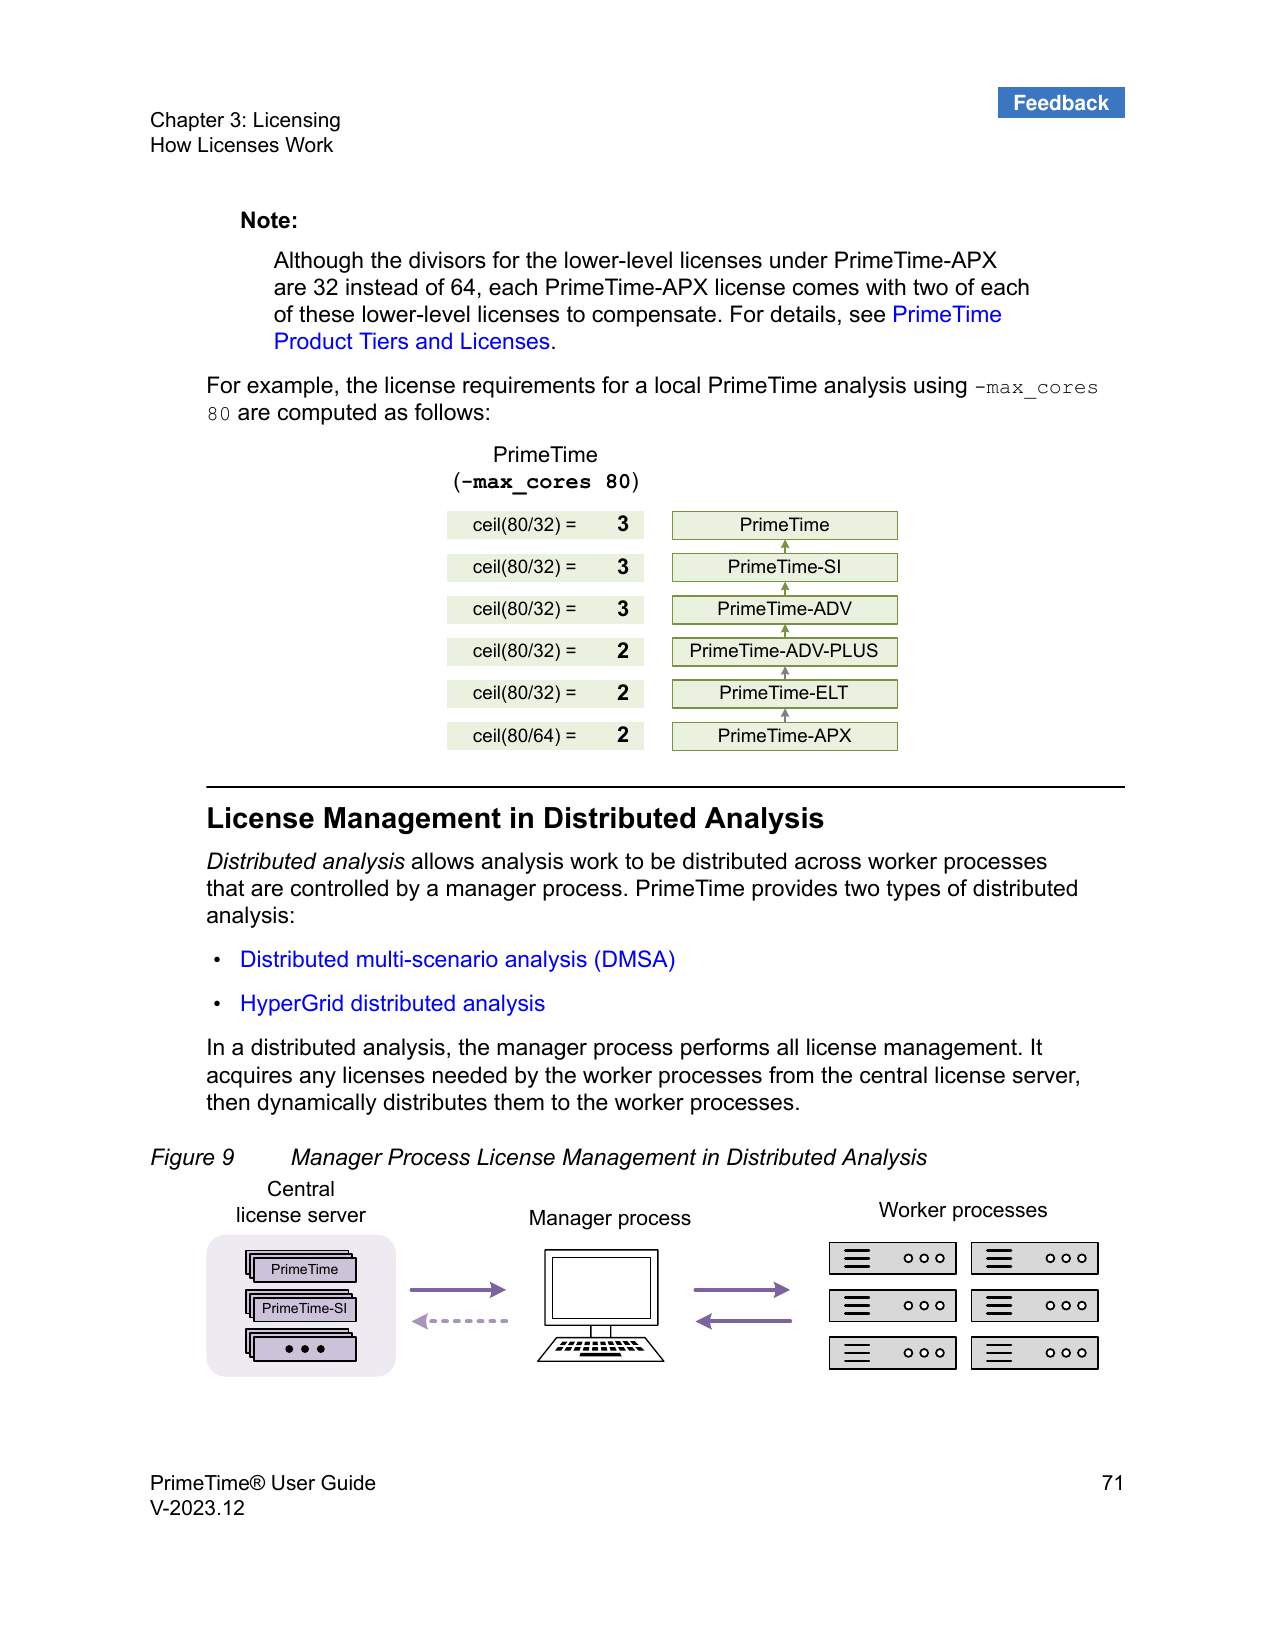 Feedback
Chapter 3: Licensing
How Licenses Work
Note:
Although the divisors for the lower-level licenses under PrimeTime-APX
are 32 instead of 64, each PrimeTime-APX license comes with two of each
of these lower-level licenses to compensate. For details, see PrimeTime
Product Tiers and Licenses.
For example, the license requirements for a local PrimeTime analysis using -max_cores
80 are computed as follows:
PrimeTime
(-max_cores 80)
ceil(80/32) = 3 PrimeTime
ceil(80/32) = 3 PrimeTime-SI
ceil(80/32) = 3 PrimeTime-ADV
ceil(80/32) = 2 PrimeTime-ADV-PLUS
ceil(80/32) = 2 PrimeTime-ELT
ceil(80/64) = 2 PrimeTime-APX
License Management in Distributed Analysis
Distributed analysis allows analysis work to be distributed across worker processes
that are controlled by a manager process. PrimeTime provides two types of distributed
analysis:
• Distributed multi-scenario analysis (DMSA)
• HyperGrid distributed analysis
In a distributed analysis, the manager process performs all license management. It
acquires any licenses needed by the worker processes from the central license server,
then dynamically distributes them to the worker processes.
Figure 9 Manager Process License Management in Distributed Analysis
Central
license server
Manager process
Worker processes
PrimeTime
PrimeTime-SI
PrimeTime® User Guide 71
V-2023.12